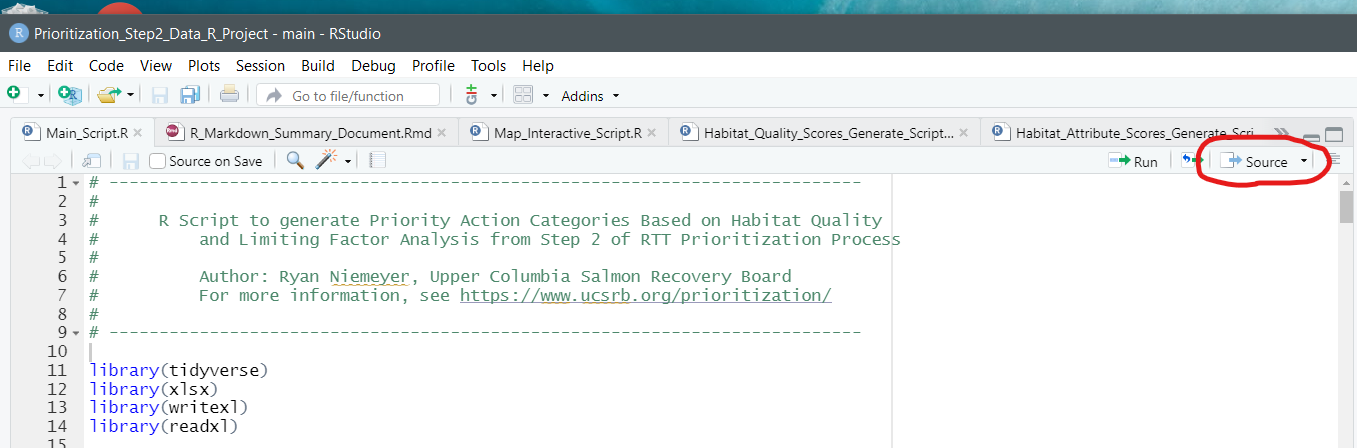 R Prioritization_Step2_Data_R_Project - main - RStudio
File Edit Code View Plots Session Build Debug Profile Tools Help
Go to file/function Addins
Main_Script.R R_Markdown_Summary_Document.Rmd Map_Interactive_Script.R Habitat_Quality_Scores_Generate_Script... Habitat_Attribute_Scores_Generate_Scri
Source on Save Run Source
1 # ---------------------------------------------------------------------------
2 #
3 # R Script to generate Priority Action Categories Based on Habitat Quality
4 # and Limiting Factor Analysis from Step 2 of RTT Prioritization Process
5 #
6 # Author: Ryan Niemeyer, Upper Columbia Salmon Recovery Board
7 # For more information, see https://www.ucsrb.org/prioritization/
8 #
9 # ---------------------------------------------------------------------------
10
11 library(tidyverse)
12 library(xlsx)
13 library(writexl)
14 library(readxl)
15